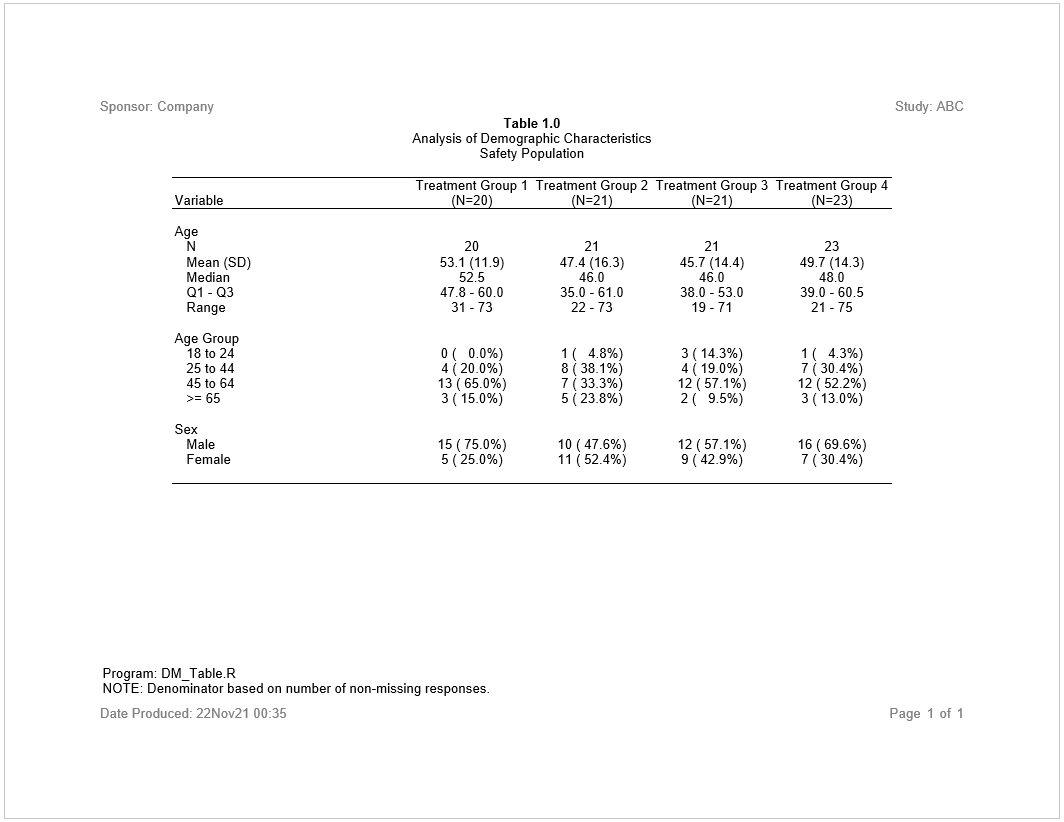 Sponsor: Company Study: ABC
Table 1.0
Analysis of Demographic Characteristics
Safety Population
Treatment Group 1 Treatment Group 2 Treatment Group 3 Treatment Group 4
Variable (N=20) (N=21) (N=21) (N=23)
Age
N 20 21 21 23
Mean (SD) 53.1 (11.9) 47.4 (16.3) 45.7 (14.4) 49.7 (14.3)
Median 52.5 46.0 46.0 48.0
Q1 - Q3 47.8 - 60.0 35.0 - 61.0 38.0 - 53.0 39.0 - 60.5
Range 31 - 73 22 - 73 19 - 71 21 - 75
Age Group
18 to 24 0 (  0.0%) 1 (  4.8%) 3 ( 14.3%) 1 (  4.3%)
25 to 44 4 ( 20.0%) 8 ( 38.1%) 4 ( 19.0%) 7 ( 30.4%)
45 to 64 13 ( 65.0%) 7 ( 33.3%) 12 ( 57.1%) 12 ( 52.2%)
>= 65 3 ( 15.0%) 5 ( 23.8%) 2 (  9.5%) 3 ( 13.0%)
Sex
Male 15 ( 75.0%) 10 ( 47.6%) 12 ( 57.1%) 16 ( 69.6%)
Female 5 ( 25.0%) 11 ( 52.4%) 9 ( 42.9%) 7 ( 30.4%)
Program: DM_Table.R
NOTE: Denominator based on number of non-missing responses.
Date Produced: 22Nov21 00:35 Page 1 of 1